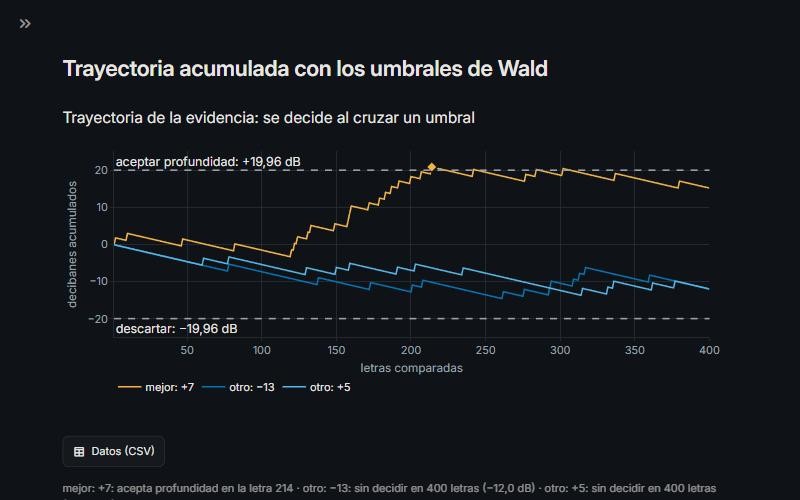 Trayectoria acumulada con los umbrales de Wald
Trayectoria de la evidencia: se decide al cruzar un umbral
aceptar profundidad: +19,96 dB
20
10
0
−10
−20
decibanes acumulados
descartar: −19,96 dB
50 100 150 200 250 300 350 400
letras comparadas
mejor: +7 otro: −13 otro: +5
Datos (CSV)
mejor: +7: acepta profundidad en la letra 214 · otro: −13: sin decidir en 400 letras (−12,0 dB) · otro: +5: sin decidir en 400 letras